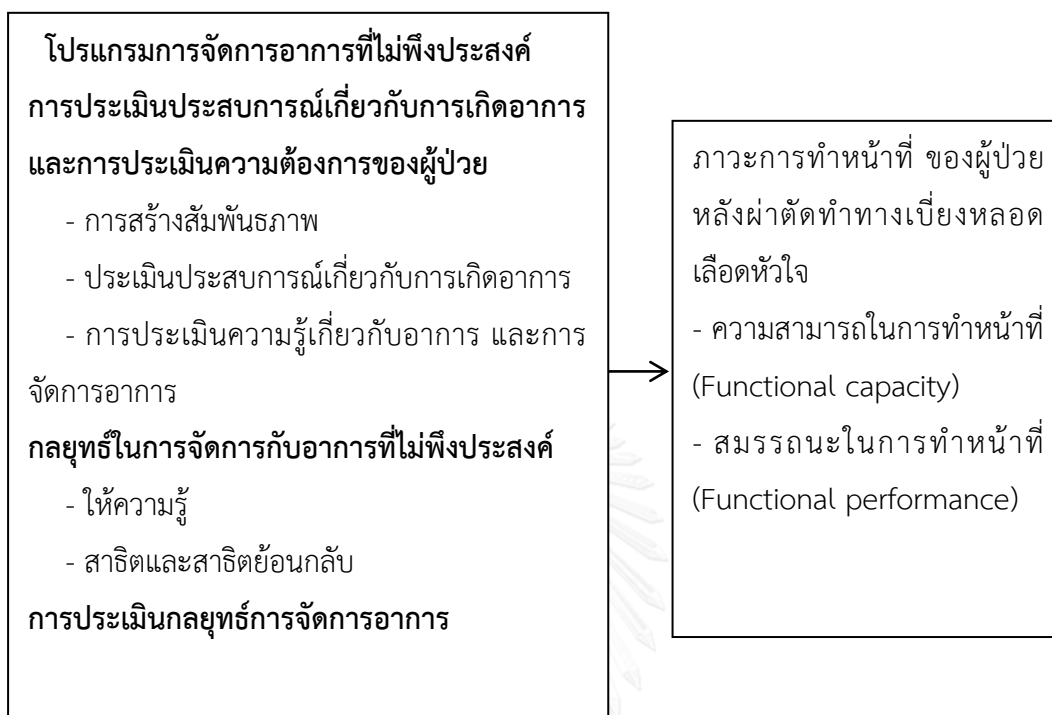 โปรแกรมการจัดการอาการที่ไม่พึงประสงค์
การประเมินประสบการณ์เกี่ยวกับการเกิดอาการ
และการประเมินความต้องการของผู้ป่วย
- การสร้างสัมพันธภาพ
- ประเมินประสบการณ์เกี่ยวกับการเกิดอาการ
- การประเมินความรู้เกี่ยวกับอาการ และการ
จัดการอาการ
กลยุทธ์ในการจัดการกับอาการที่ไม่พึงประสงค์
- ให้ความรู้
- สาธิตและสาธิตย้อนกลับ
การประเมินกลยุทธ์การจัดการอาการ
ภาวะการทำหน้าที่ ของผู้ป่วย
หลังผ่าตัดทำทางเบี่ยงหลอด
เลือดหัวใจ
- ความสามารถในการทำหน้าที่
(Functional capacity)
- สมรรถนะในการทำหน้าที่
(Functional performance)